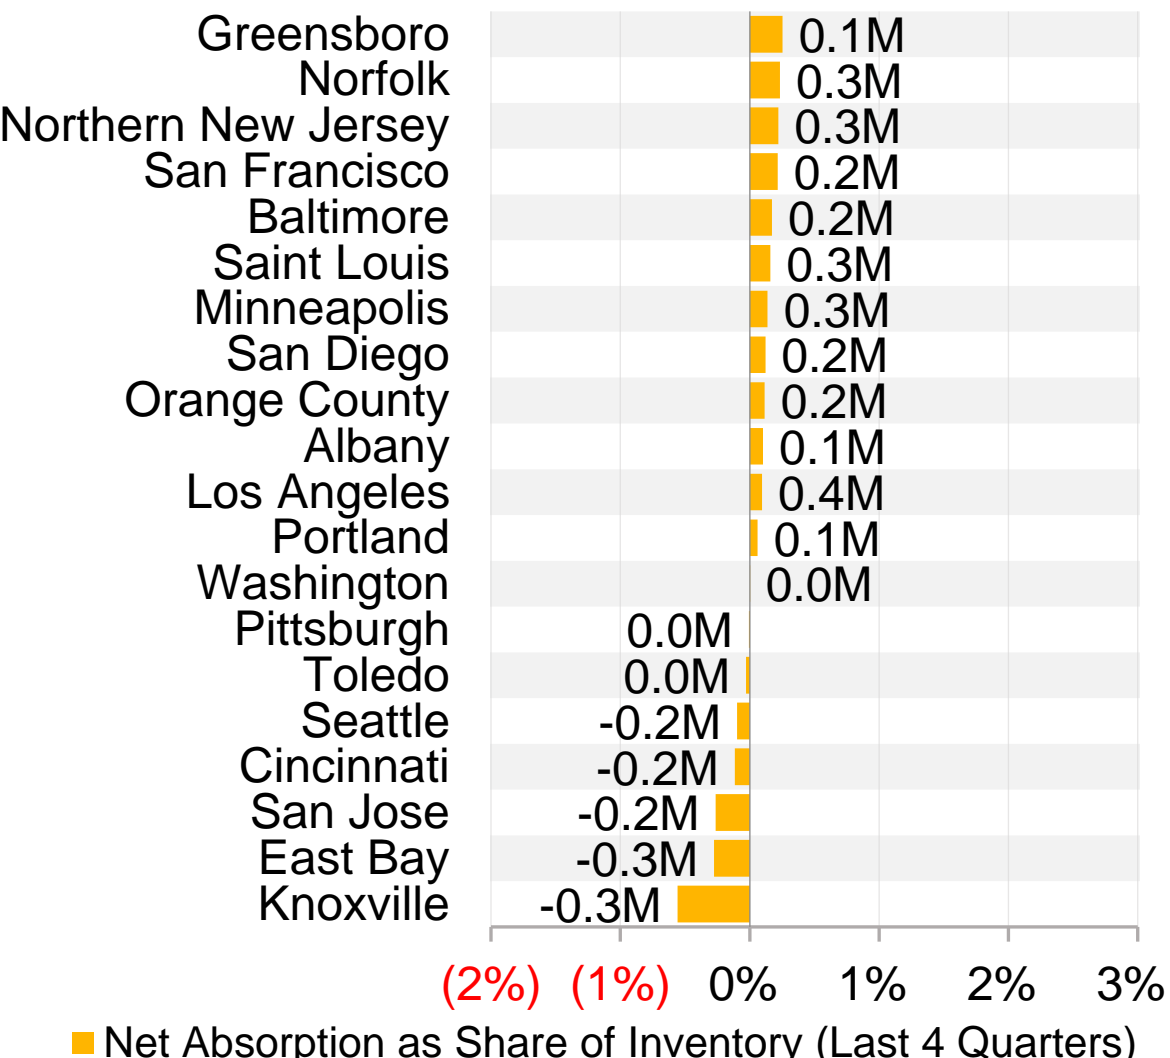 Greensboro 0.1M
Norfolk 0.3M
Northern New Jersey 0.3M
San Francisco 0.2M
Baltimore 0.2M
Saint Louis 0.3M
Minneapolis 0.3M
San Diego 0.2M
Orange County 0.2M
Albany 0.1M
Los Angeles 0.4M
Portland 0.1M
Washington 0.0M
Pittsburgh 0.0M
Toledo 0.0M
Seattle -0.2M
Cincinnati -0.2M
San Jose -0.2M
East Bay -0.3M
Knoxville -0.3M
(2%) (1%) 0% 1% 2% 3%
Net Absorption as Share of Inventory (Last 4 Quarters)